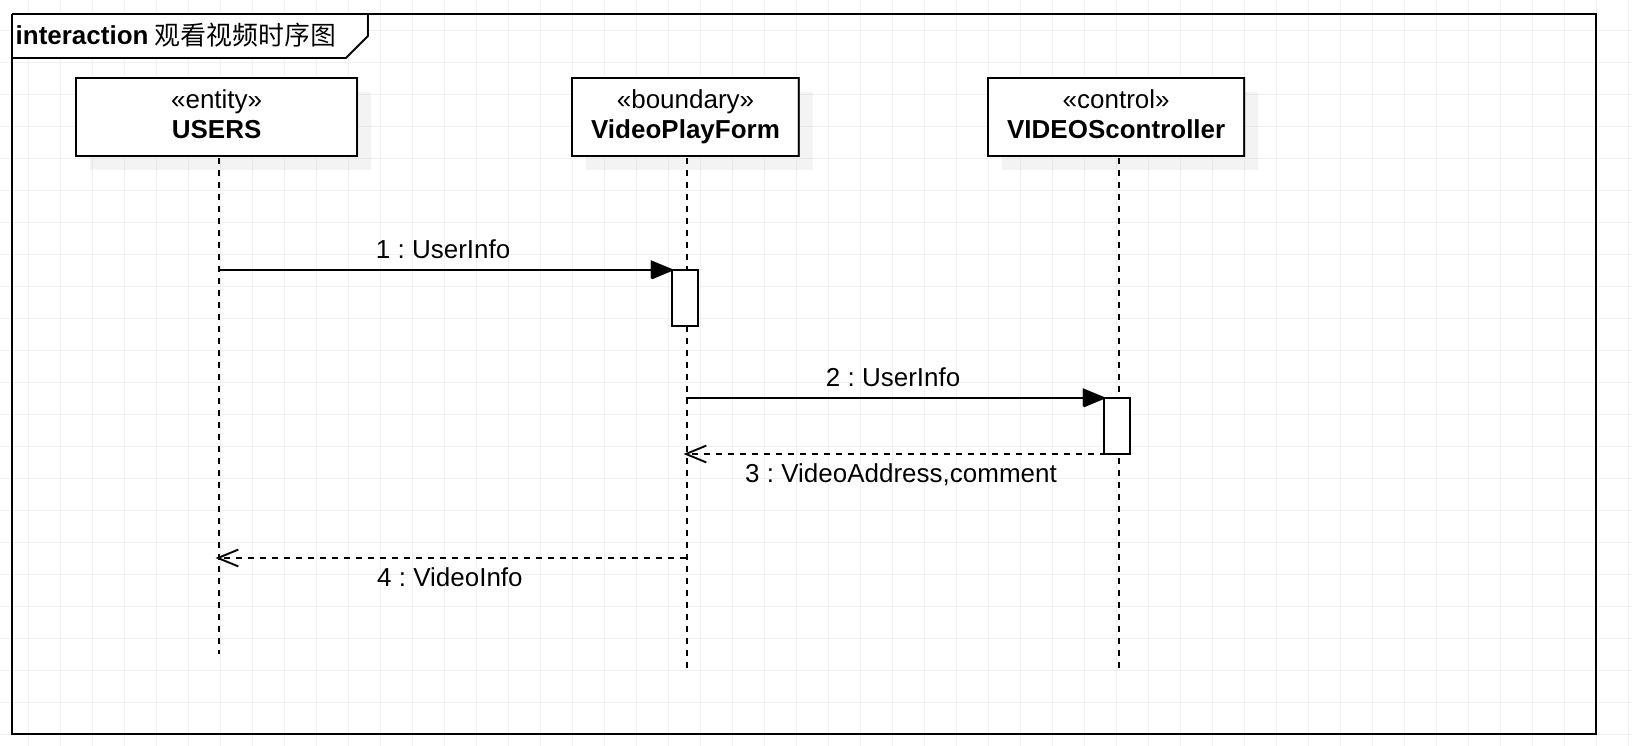 interaction 观看视频时序图
«entity»
USERS
«boundary»
VideoPlayForm
«control»
VIDEOScontroller
1 : UserInfo
2 : UserInfo
3 : VideoAddress,comment
4 : VideoInfo